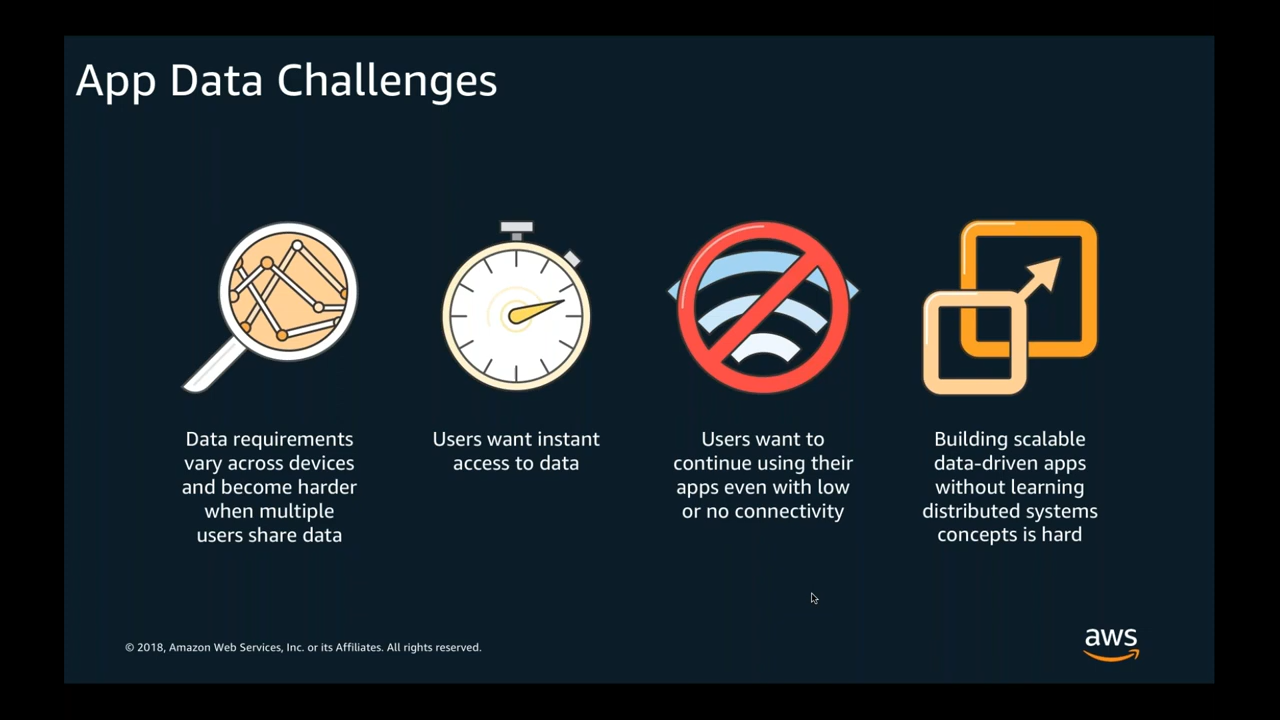 App Data Challenges
Data requirements
vary across devices
and become harder
when multiple
users share data
Users want instant
access to data
Users want to
continue using their
apps even with low
or no connectivity
Building scalable
data-driven apps
without learning
distributed systems
concepts is hard
© 2018, Amazon Web Services, Inc. or its Affiliates. All rights reserved.
aws